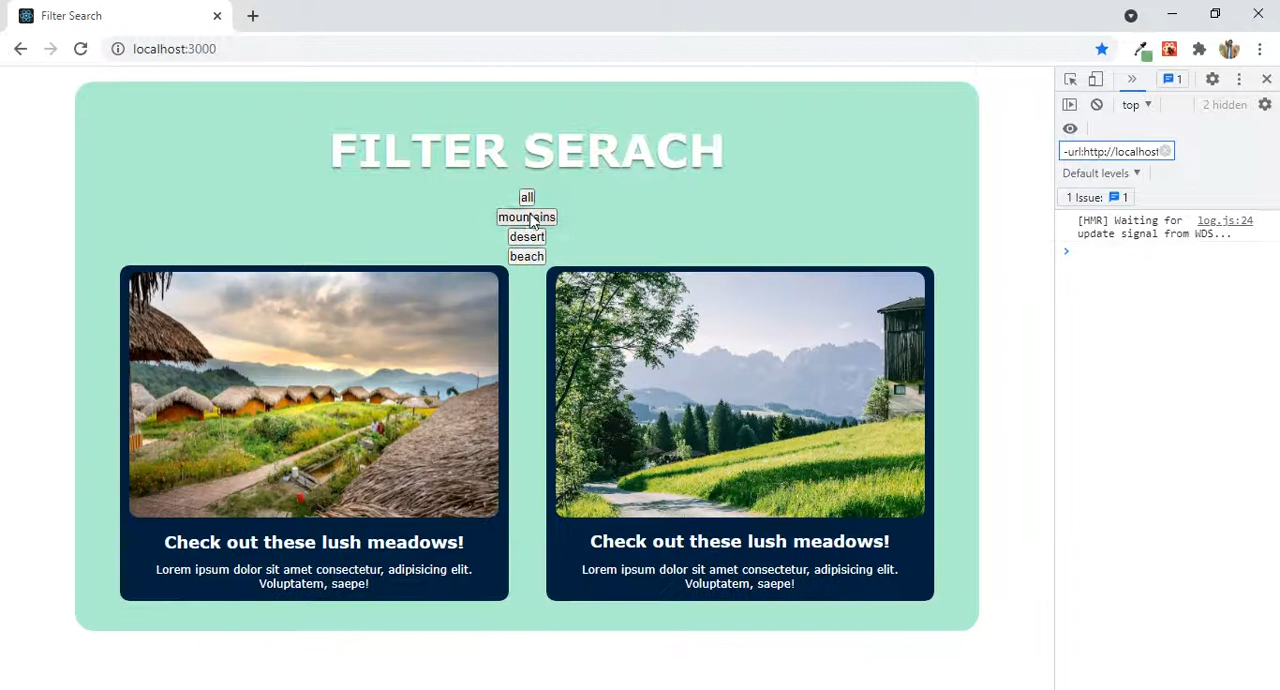 Filter Search
localhost:3000
top
2 hidden
-url:http://localhost
Default levels
1 Issue: 1
[HMR] Waiting for log.js:24
update signal from WDS...
1
FILTER SERACH
all
mountains
desert
beach
Check out these lush meadows!
Lorem ipsum dolor sit amet consectetur, adipisicing elit.
Voluptatem, saepe!
Check out these lush meadows!
Lorem ipsum dolor sit amet consectetur, adipisicing elit.
Voluptatem, saepe!